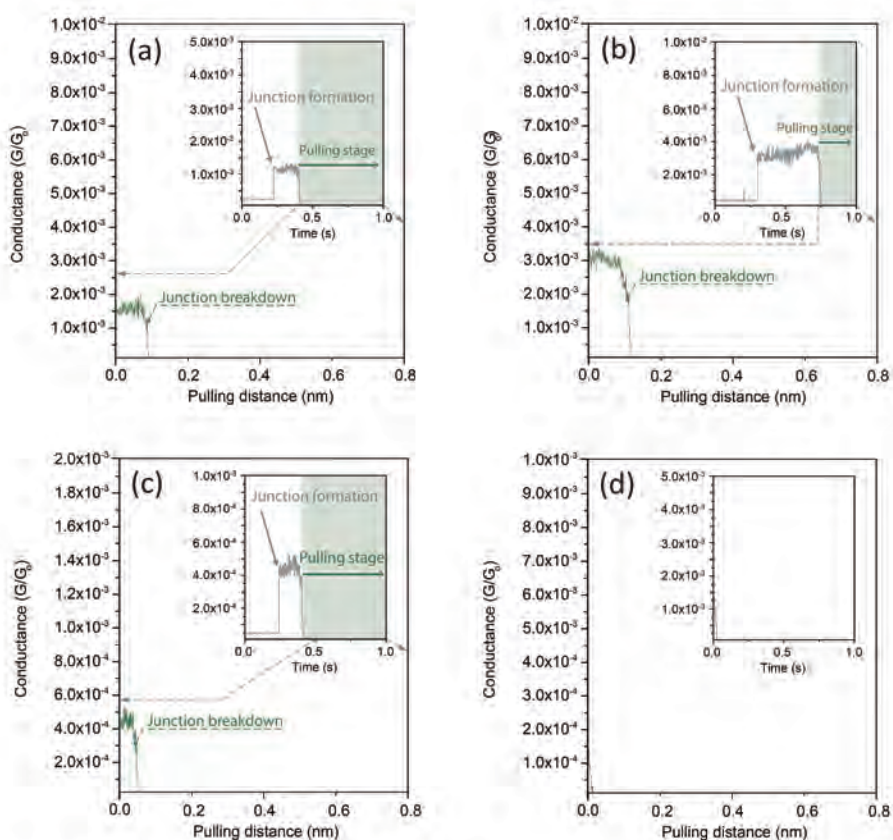 (a)
Conductance (G/G₀)
1.0x10⁻²
9.0x10⁻³
8.0x10⁻³
7.0x10⁻³
6.0x10⁻³
5.0x10⁻³
4.0x10⁻³
3.0x10⁻³
2.0x10⁻³
1.0x10⁻³
0.0 0.2 0.4 0.6 0.8
Pulling distance (nm)
Junction breakdown
5.0x10⁻³
4.0x10⁻³
3.0x10⁻³
2.0x10⁻³
1.0x10⁻³
Junction formation
Pulling stage
0.0 0.5 1.0
Time (s)
(b)
Conductance (G/G₀)
1.0x10⁻²
9.0x10⁻³
8.0x10⁻³
7.0x10⁻³
6.0x10⁻³
5.0x10⁻³
4.0x10⁻³
3.0x10⁻³
2.0x10⁻³
1.0x10⁻³
0.0 0.2 0.4 0.6 0.8
Pulling distance (nm)
Junction breakdown
1.0x10⁻²
8.0x10⁻³
6.0x10⁻³
4.0x10⁻³
2.0x10⁻³
Junction formation
Pulling stage
0.0 0.5 1.0
Time (s)
(c)
Conductance (G/G₀)
2.0x10⁻³
1.8x10⁻³
1.6x10⁻³
1.4x10⁻³
1.2x10⁻³
1.0x10⁻³
8.0x10⁻⁴
6.0x10⁻⁴
4.0x10⁻⁴
2.0x10⁻⁴
0.0 0.2 0.4 0.6 0.8
Pulling distance (nm)
Junction breakdown
1.0x10⁻³
8.0x10⁻⁴
6.0x10⁻⁴
4.0x10⁻⁴
2.0x10⁻⁴
Junction formation
Pulling stage
0.0 0.5 1.0
Time (s)
(d)
Conductance (G/G₀)
1.0x10⁻³
9.0x10⁻⁴
8.0x10⁻⁴
7.0x10⁻⁴
6.0x10⁻⁴
5.0x10⁻⁴
4.0x10⁻⁴
3.0x10⁻⁴
2.0x10⁻⁴
1.0x10⁻⁴
0.0 0.2 0.4 0.6 0.8
Pulling distance (nm)
5.0x10⁻³
4.0x10⁻³
3.0x10⁻³
2.0x10⁻³
1.0x10⁻³
0.0 0.5 1.0
Time (s)